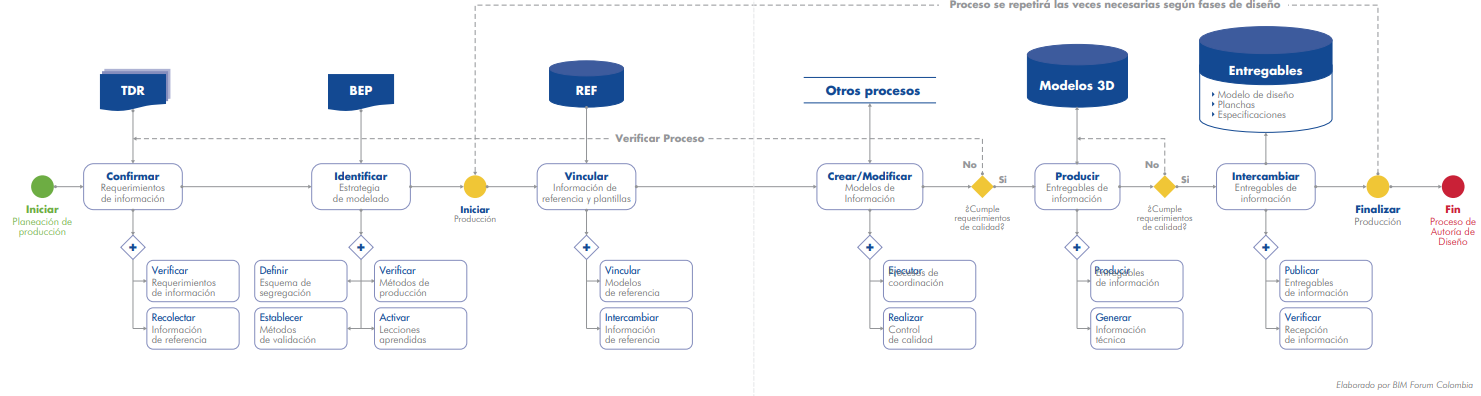 Proceso se repetirá las veces necesarias según fases de diseño
TDR
BEP
REF
Otros procesos
Modelos 3D
Entregables
Modelo de diseño
Planchas
Especificaciones
Verificar Proceso
Iniciar
Planeación de
producción
Confirmar
Requerimientos
de información
Identificar
Estrategia
de modelado
Iniciar
Producción
Vincular
Información de
referencia y plantillas
Crear/Modificar
Modelos de
Información
No
Si
¿Cumple
requerimientos
de calidad?
Producir
Entregables de
información
No
Si
¿Cumple
requerimientos
de calidad?
Intercambiar
Entregables de
información
Finalizar
Producción
Fin
Proceso de
Autoría de
Diseño
Verificar
Requerimientos
de información
Recolectar
Información
de referencia
Definir
Esquema de
segregación
Establecer
Métodos
de validación
Verificar
Métodos de
producción
Activar
Lecciones
aprendidas
Vincular
Modelos
de referencia
Intercambiar
Información
de referencia
Ejecutar
Procesos de
coordinación
Realizar
Control
de calidad
Producir
Entregables
de información
Generar
Información
técnica
Publicar
Entregables
de información
Verificar
Recepción
de información
Elaborado por BIM Forum Colombia